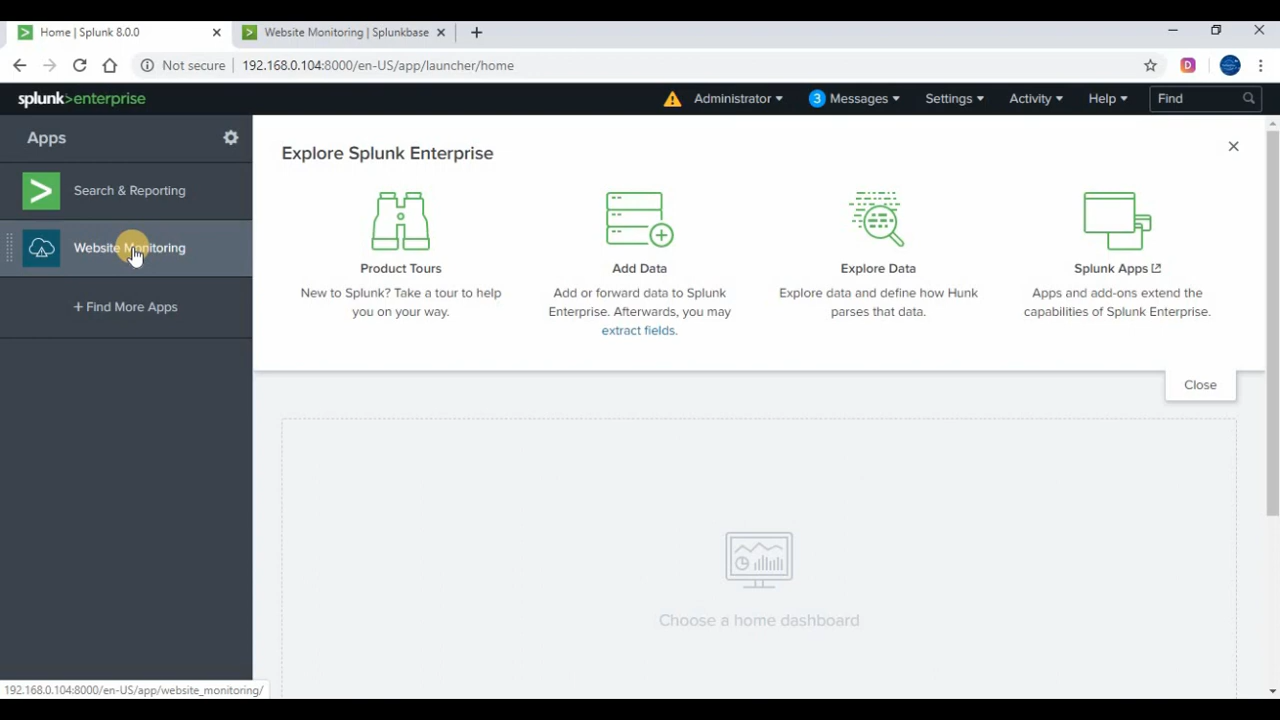 Home | Splunk 8.0.0
Website Monitoring | Splunkbase
Not secure
192.168.0.104:8000/en-US/app/launcher/home
D
splunk>enterprise
Administrator
3 Messages
Settings
Activity
Help
Find
Apps
Search & Reporting
Website Monitoring
+ Find More Apps
Explore Splunk Enterprise
Product Tours
New to Splunk? Take a tour to help
you on your way.
Add Data
Add or forward data to Splunk
Enterprise. Afterwards, you may
extract fields.
Explore Data
Explore data and define how Hunk
parses that data.
Splunk Apps
Apps and add-ons extend the
capabilities of Splunk Enterprise.
Close
Choose a home dashboard
192.168.0.104:8000/en-US/app/website_monitoring/